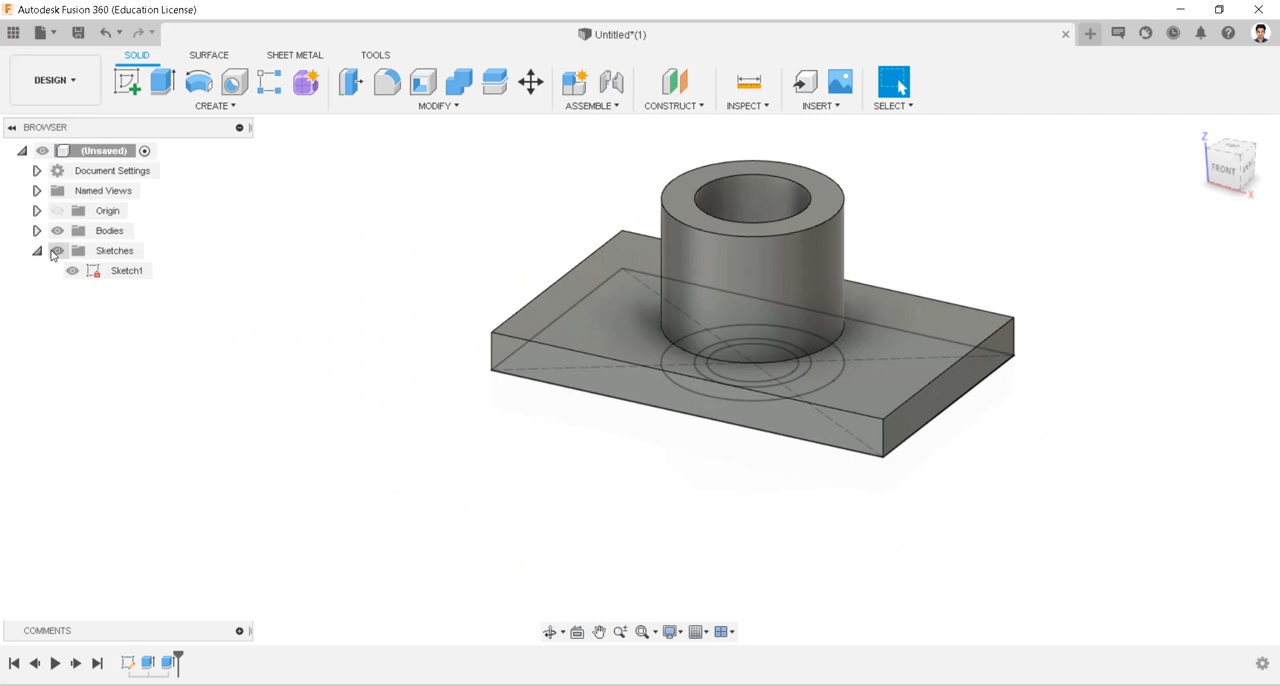 Autodesk Fusion 360 (Education License)
Untitled*(1)
SOLID SURFACE SHEET METAL TOOLS
DESIGN
CREATE MODIFY ASSEMBLE CONSTRUCT INSPECT INSERT SELECT
BROWSER
(Unsaved)
Document Settings
Named Views
Origin
Bodies
Sketches
Sketch1
Z
TOP
FRONT
X
COMMENTS